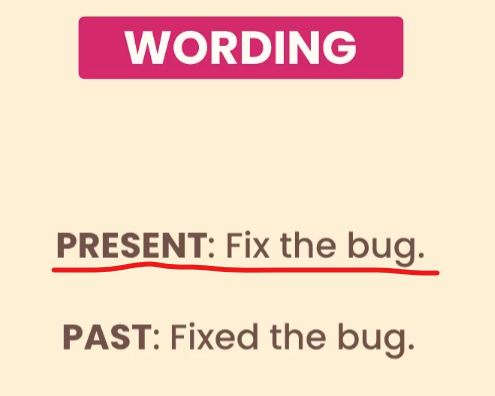 WORDING
PRESENT: Fix the bug.
PAST: Fixed the bug.